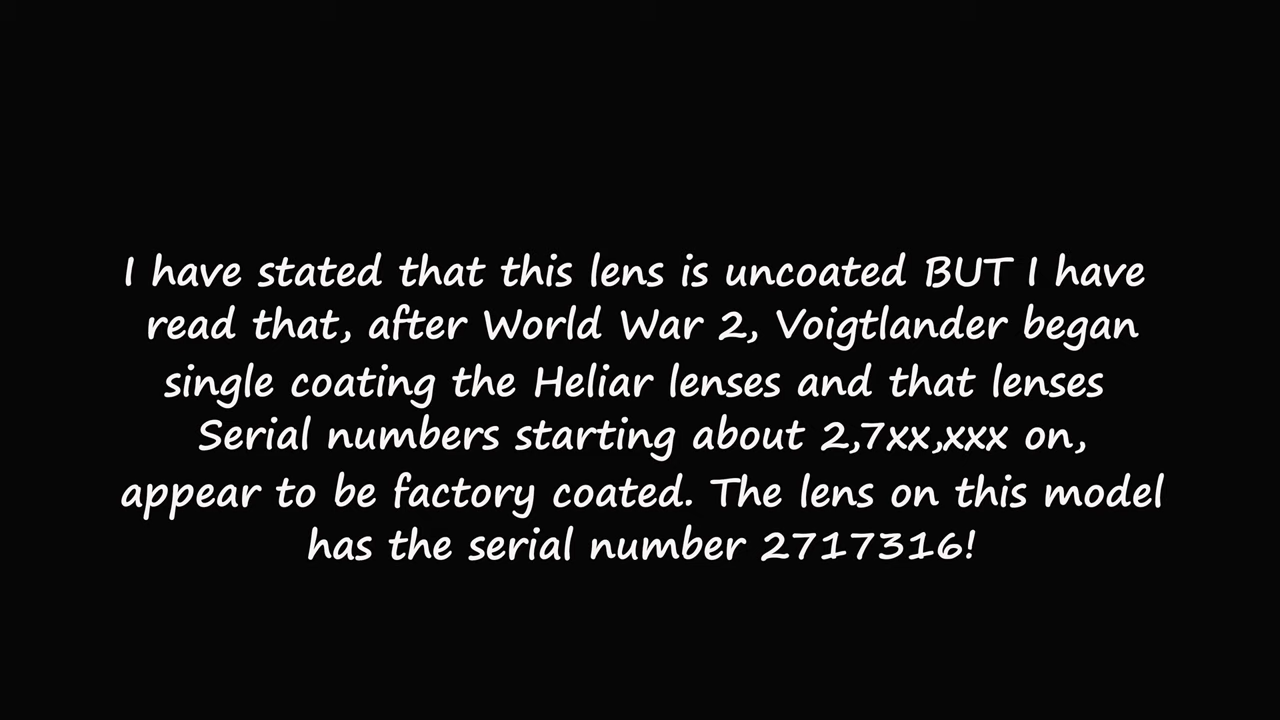 I have stated that this lens is uncoated BUT I have
read that, after World War 2, Voigtlander began
single coating the Heliar lenses and that lenses
Serial numbers starting about 2,7xx,xxx on,
appear to be factory coated. The lens on this model
has the serial number 2717316!